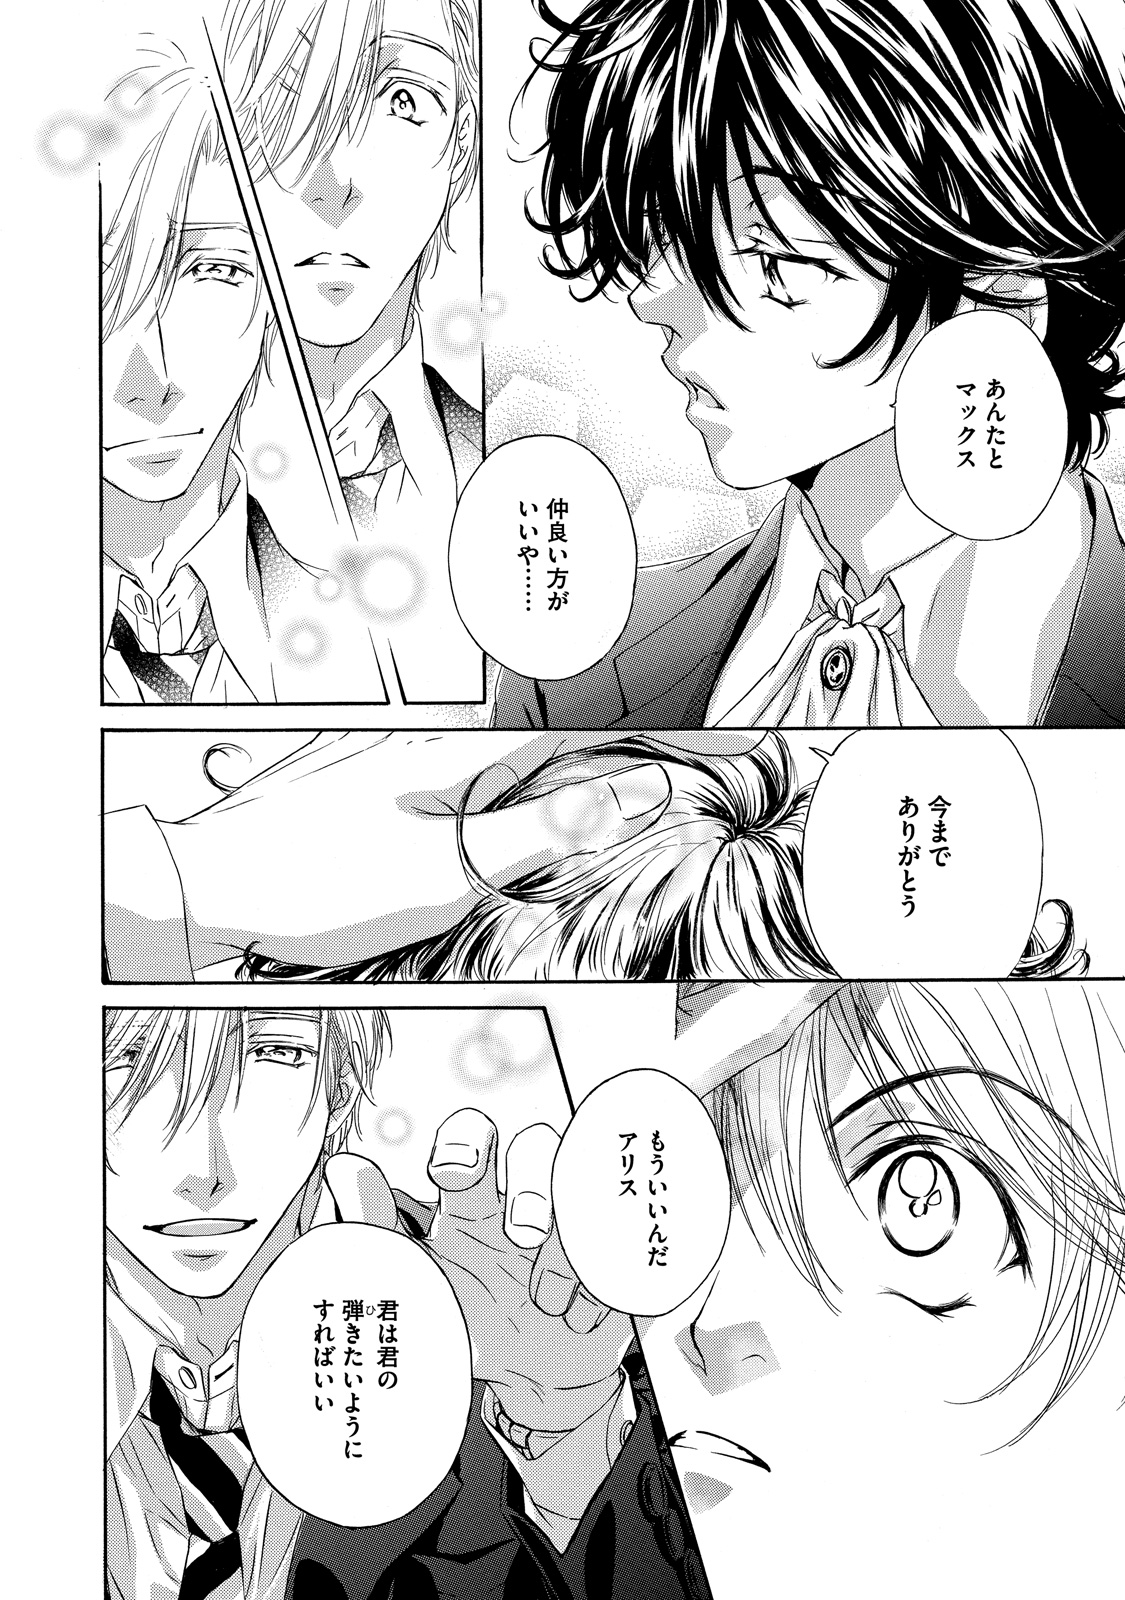 あんたと
マックス
仲良い方が
いいや……
今まで
ありがとう
もういいんだ
アリス
君は君の
弾きたいように
ひ
すればいい